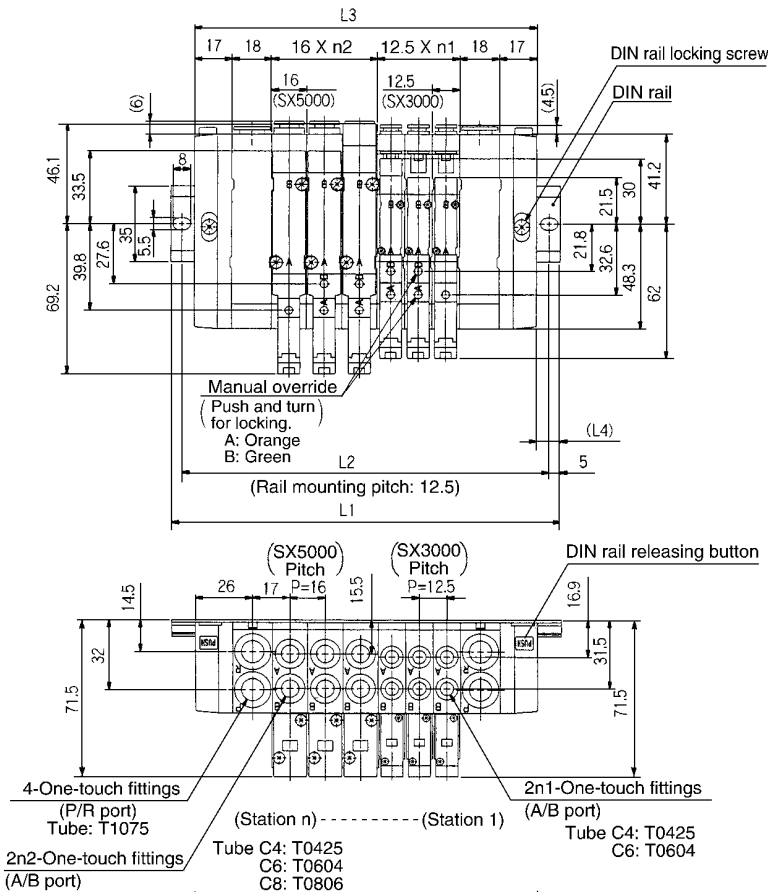 L3
17
18
16 X n2
12.5 X n1
18
17
16
(SX5000)
12.5
(SX3000)
DIN rail locking screw
DIN rail
(6)
(4.5)
46.1
33.5
8
35
5.5
27.6
39.8
69.2
41.2
30
21.5
21.8
32.6
48.3
62
B
B
B
B
B
B
A
A
A
A
A
A
A
A
A
Manual override
(Push and turn
for locking.)
A: Orange
B: Green
(L4)
L2
5
(Rail mounting pitch: 12.5)
L1
(SX5000)
Pitch
P=16
(SX3000)
Pitch
P=12.5
DIN rail releasing button
26
17
15.5
14.5
32
71.5
16.9
31.5
71.5
PUSH
PUSH
R
A
A
A
A
A
A
R
P
B
B
B
B
B
B
P
4-One-touch fittings
(P/R port)
Tube: T1075
2n2-One-touch fittings
(A/B port)
(Station n)--------(Station 1)
Tube C4: T0425
C6: T0604
C8: T0806
2n1-One-touch fittings
(A/B port)
Tube C4: T0425
C6: T0604